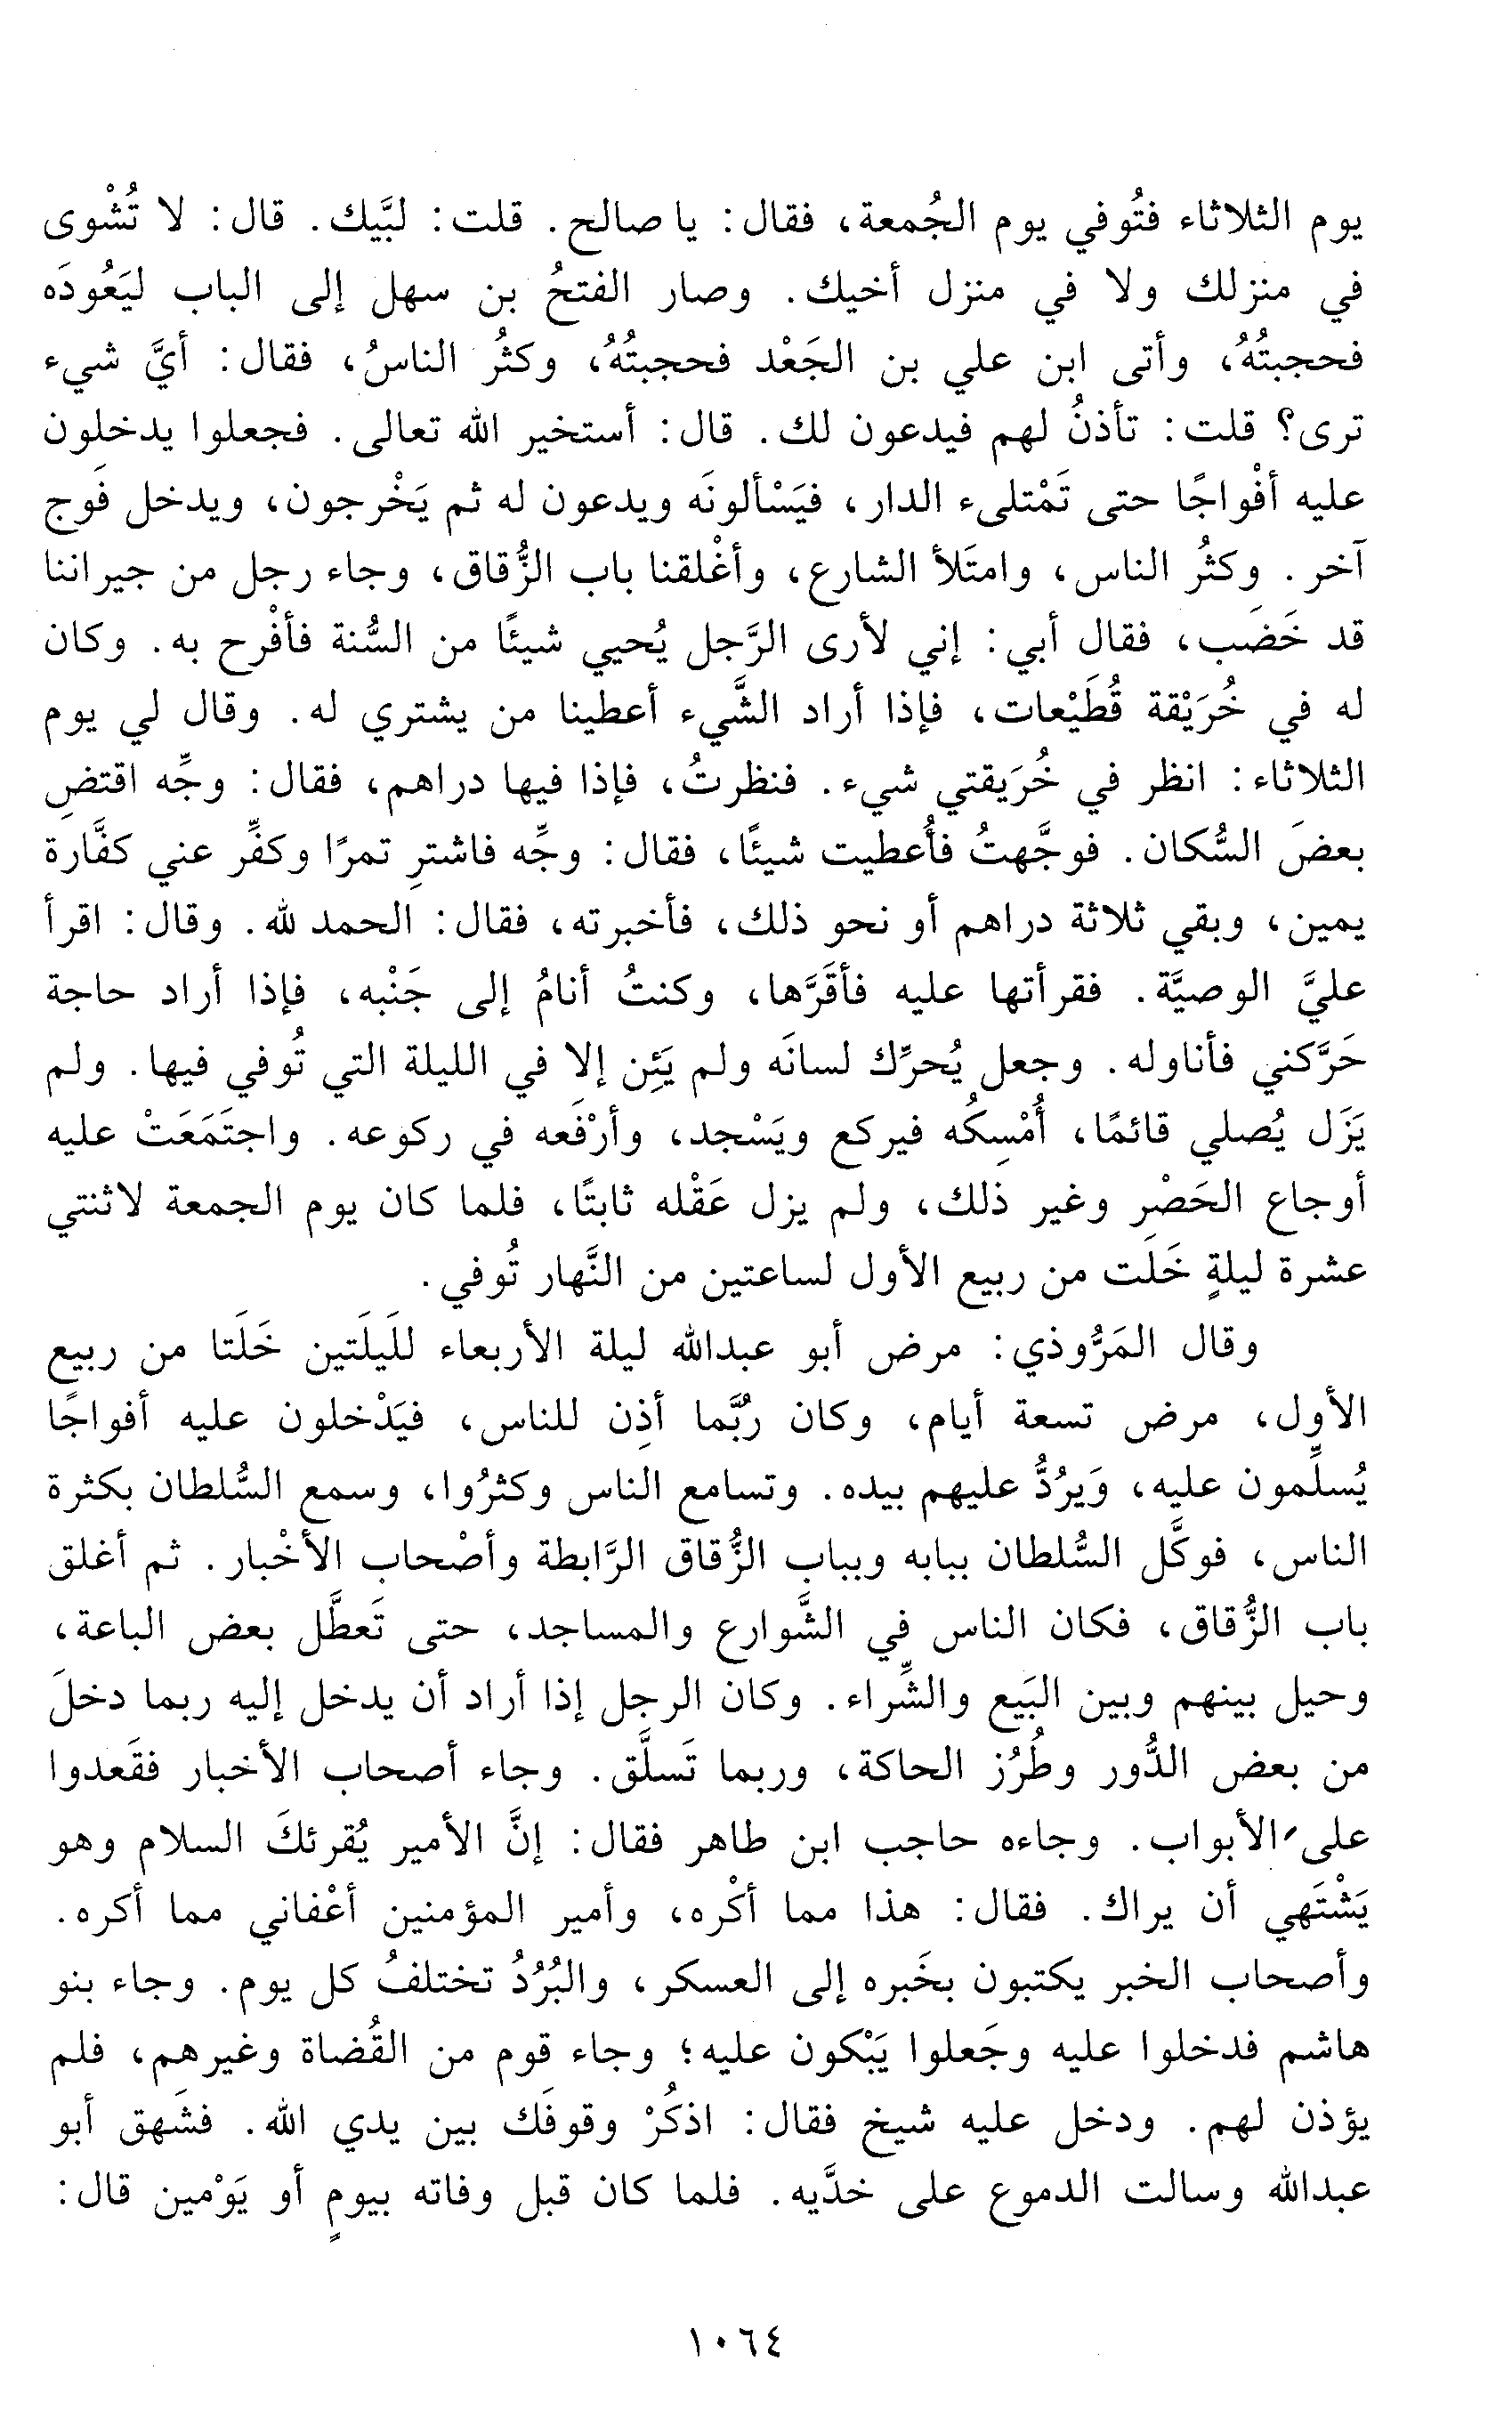 يوم الثلاثاء فتُوفي يوم الجُمعة، فقال: يا صالح. قلت: لبَّيك. قال: لا تُشْوى
في منزلك ولا في منزل أخيك. وصار الفتحُ بن سهل إلى الباب ليَعُودَه
فحجبتُهُ، وأتى ابن علي بن الجَعْد فحجبتُهُ، وكثُر الناسُ، فقال: أيَّ شيء
ترى؟ قلت: تأذنُ لهم فيدعون لك. قال: أستخير الله تعالى. فجعلوا يدخلون
عليه أفْواجًا حتى تَمْتلىء الدار، فيَسْألونَه ويدعون له ثم يَخْرجون، ويدخل فَوج
آخر. وكثُر الناس، وامتَلأ الشارع، وأغْلقنا باب الزُّقاق، وجاء رجل من جيراننا
قد خَضَب، فقال أبي: إني لأرى الرَّجل يُحيي شيئًا من السُّنة فأفْرح به. وكان
له في خُرَيْقة قُطَيْعات، فإذا أراد الشَّيء أعطينا من يشتري له. وقال لي يوم
الثلاثاء: انظر في خُرَيقتي شيء. فنظرتُ، فإذا فيها دراهم، فقال: وجِّه اقتضِ
بعضَ السُّكان. فوجَّهتُ فأُعطيت شيئًا، فقال: وجِّه فاشترِ تمرًا وكفِّر عني كفَّارة
يمين، وبقي ثلاثة دراهم أو نحو ذلك، فأخبرته، فقال: الحمد لله. وقال: اقرأ
عليَّ الوصيَّة. فقرأتها عليه فأقَرَّها، وكنتُ أنامُ إلى جَنْبه، فإذا أراد حاجة
حَرَّكني فأناوله. وجعل يُحرِّك لسانَه ولم يَئِن إلا في الليلة التي تُوفي فيها. ولم
يَزَل يُصلي قائمًا، أُمْسِكُه فيركع ويَسْجد، وأرْفَعه في ركوعه. واجتَمَعَتْ عليه
أوجاع الحَصْرِ وغير ذلك، ولم يزل عَقْله ثابتًا، فلما كان يوم الجمعة لاثنتي
عشرة ليلةٍ خَلَت من ربيع الأول لساعتين من النَّهار تُوفي.
وقال المَرُّوذي: مرض أبو عبدالله ليلة الأربعاء للَيلَتين خَلَتا من ربيع
الأول، مرض تسعة أيام، وكان رُبَّما أذِن للناس، فيَدْخلون عليه أفواجًا
يُسلِّمون عليه، وَيرُدُّ عليهم بيده. وتسامع الناس وكثرُوا، وسمع السُّلطان بكثرة
الناس، فوكَّل السُّلطان ببابه وبباب الزُّقاق الرَّابطة وأصْحاب الأخْبار. ثم أغلق
باب الزُّقاق، فكان الناس في الشَّوارع والمساجد، حتى تَعطَّل بعض الباعة،
وحيل بينهم وبين البَيع والشِّراء. وكان الرجل إذا أراد أن يدخل إليه ربما دخلَ
من بعض الدُّور وطُرُز الحاكة، وربما تَسلَّق. وجاء أصحاب الأخبار فقَعدوا
على الأبواب. وجاءه حاجب ابن طاهر فقال: إنَّ الأمير يُقرئكَ السلام وهو
يَشْتَهي أن يراك. فقال: هذا مما أكْره، وأمير المؤمنين أعْفاني مما أكره.
وأصحاب الخبر يكتبون بخَبره إلى العسكر، والبُرُدُ تختلفُ كل يوم. وجاء بنو
هاشم فدخلوا عليه وجَعلوا يَبْكون عليه؛ وجاء قوم من القُضاة وغيرهم، فلم
يؤذن لهم. ودخل عليه شيخ فقال: اذكُرْ وقوفَك بين يدي الله. فشَهق أبو
عبدالله وسالت الدموع على خدَّيه. فلما كان قبل وفاته بيومٍ أو يَوْمين قال:
١٠٦٤